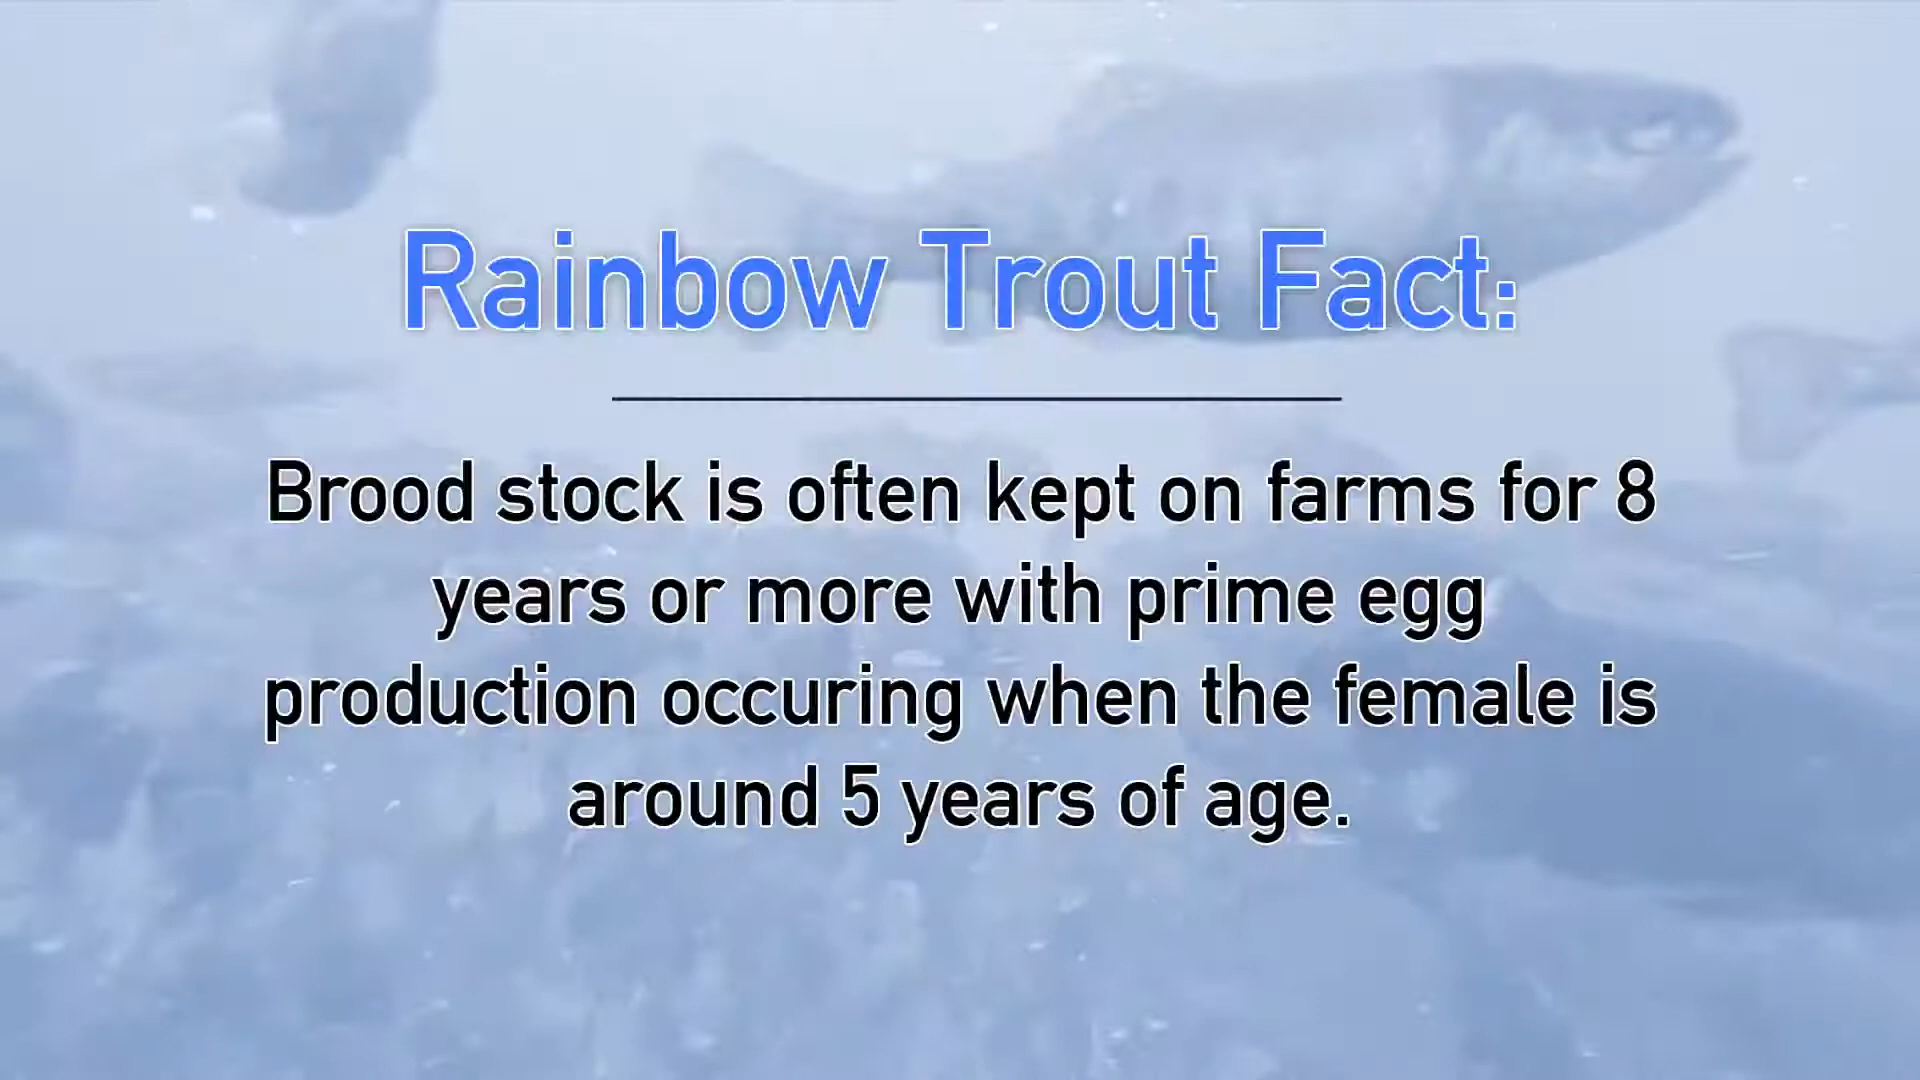 Rainbow Trout Fact:
Brood stock is often kept on farms for 8
years or more with prime egg
production occuring when the female is
around 5 years of age.